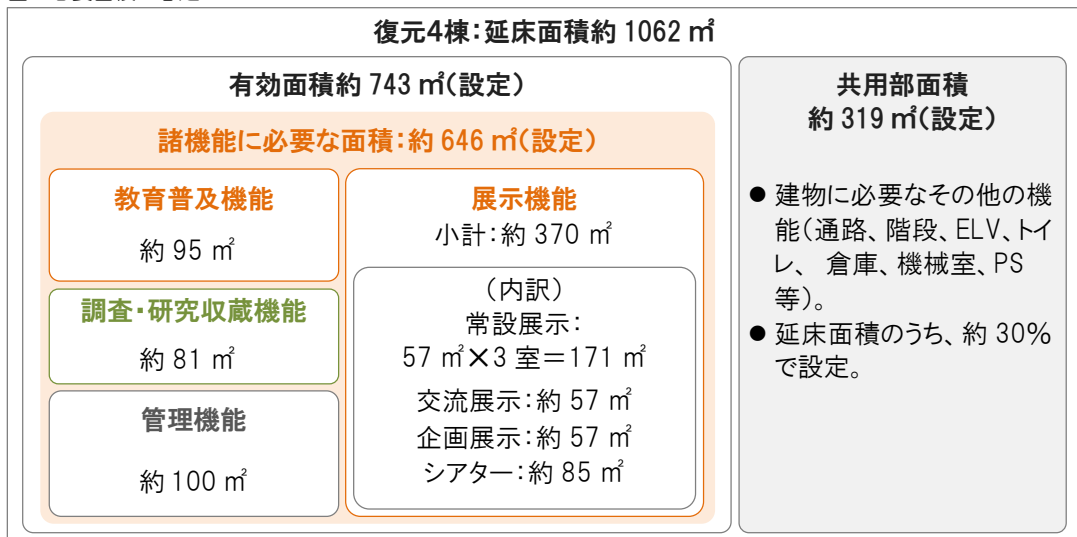 復元4棟：延床面積約 1062 ㎡
有効面積約 743 ㎡（設定）
諸機能に必要な面積：約 646 ㎡（設定）
教育普及機能
約 95 ㎡
調査・研究収蔵機能
約 81 ㎡
管理機能
約 100 ㎡
展示機能
小計：約 370 ㎡
（内訳）
常設展示：
57 ㎡×3 室＝171 ㎡
交流展示：約 57 ㎡
企画展示：約 57 ㎡
シアター：約 85 ㎡
共用部面積
約 319 ㎡（設定）
● 建物に必要なその他の機
能（通路、階段、ELV、トイ
レ、 倉庫、機械室、PS
等）。
● 延床面積のうち、約 30％
で設定。